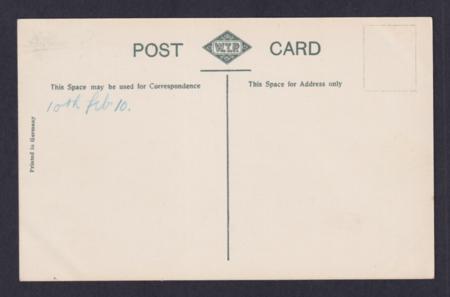 POST W.T.P. CARD
This Space may be used for Correspondence
This Space for Address only
10th feb 10.
Printed in Germany